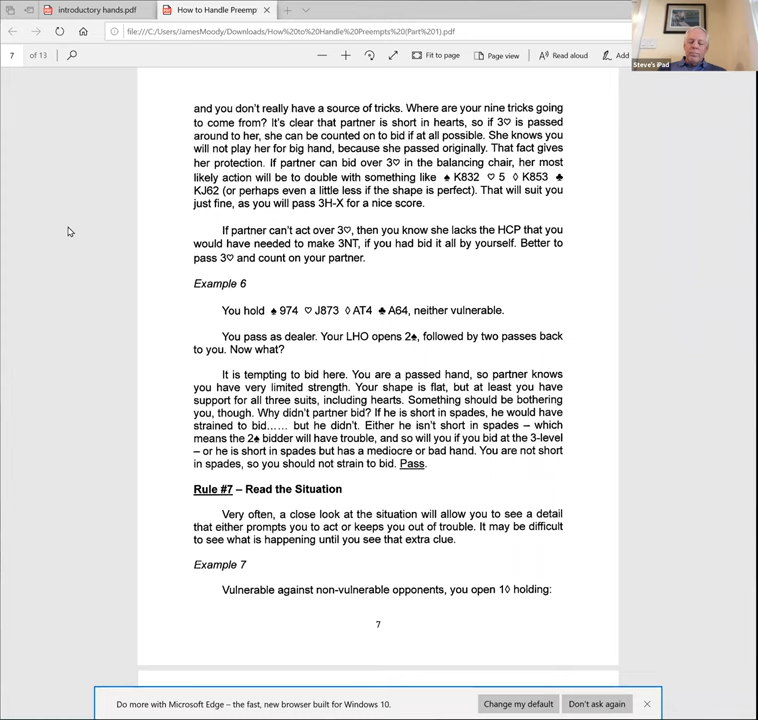 introductory hands.pdf
How to Handle Preempt
file:///C:/Users/JamesMoody/Downloads/How%20to%20Handle%20Preempts%20(Part%201).pdf
7 of 13
Fit to page
Page view
Read aloud
Add
Steve's iPad
and you don't really have a source of tricks. Where are your nine tricks going
to come from? It's clear that partner is short in hearts, so if 3♡ is passed
around to her, she can be counted on to bid if at all possible. She knows you
will not play her for big hand, because she passed originally. That fact gives
her protection. If partner can bid over 3♡ in the balancing chair, her most
likely action will be to double with something like ♠ K832 ♡ 5 ◊ K853 ♣
KJ62 (or perhaps even a little less if the shape is perfect). That will suit you
just fine, as you will pass 3H-X for a nice score.
If partner can't act over 3♡, then you know she lacks the HCP that you
would have needed to make 3NT, if you had bid it all by yourself. Better to
pass 3♡ and count on your partner.
Example 6
You hold ♠ 974 ♡ J873 ◊ AT4 ♣ A64, neither vulnerable.
You pass as dealer. Your LHO opens 2♠, followed by two passes back
to you. Now what?
It is tempting to bid here. You are a passed hand, so partner knows
you have very limited strength. Your shape is flat, but at least you have
support for all three suits, including hearts. Something should be bothering
you, though. Why didn't partner bid? If he is short in spades, he would have
strained to bid...... but he didn't. Either he isn't short in spades – which
means the 2♠ bidder will have trouble, and so will you if you bid at the 3-level
– or he is short in spades but has a mediocre or bad hand. You are not short
in spades, so you should not strain to bid. Pass.
Rule #7 – Read the Situation
Very often, a close look at the situation will allow you to see a detail
that either prompts you to act or keeps you out of trouble. It may be difficult
to see what is happening until you see that extra clue.
Example 7
Vulnerable against non-vulnerable opponents, you open 1◊ holding:
7
Do more with Microsoft Edge – the fast, new browser built for Windows 10.
Change my default
Don't ask again